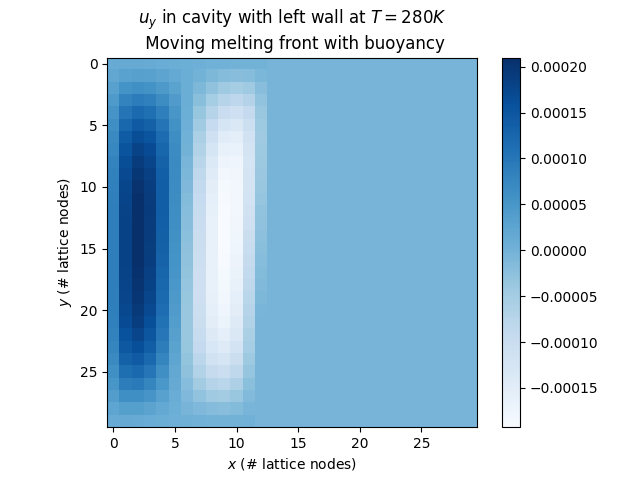 $u_y$ in cavity with left wall at $T = 280K$
Moving melting front with buoyancy
0
5
10
15
20
25
y (# lattice nodes)
0 5 10 15 20 25
x (# lattice nodes)
0.00020
0.00015
0.00010
0.00005
0.00000
−0.00005
−0.00010
−0.00015